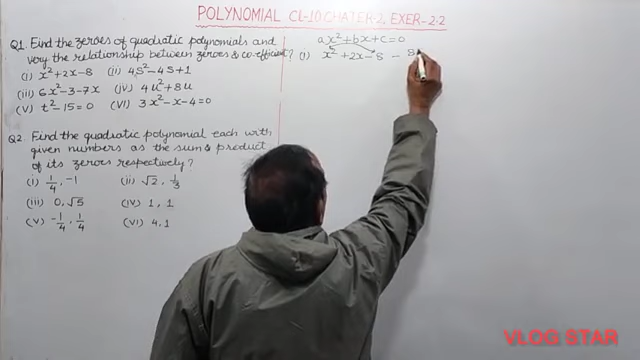 POLYNOMIAL CL-10 CHATER-2, EXER-2.2
Q1. Find the zeroes of quadiatic polynomials and
very the relationship between zeroes & co-efficient?
(i) x²+2x-8 (ii) 4S²-4S+1
(iii) 6x²-3-7x (iv) 4u²+8u
(v) t²-15=0 (vi) 3x²-x-4=0
Q2. Find the quadiatic polynomial each with
given numbers as the sum & product
of its zeroes respectively?
(i) 1/4, -1 (ii) √2, 1/3
(iii) 0, √5 (iv) 1, 1
(v) -1/4, 1/4 (vi) 4,1
ax²+bx+c=0
(i) x²+2x-8 - 8
VLOG STAR